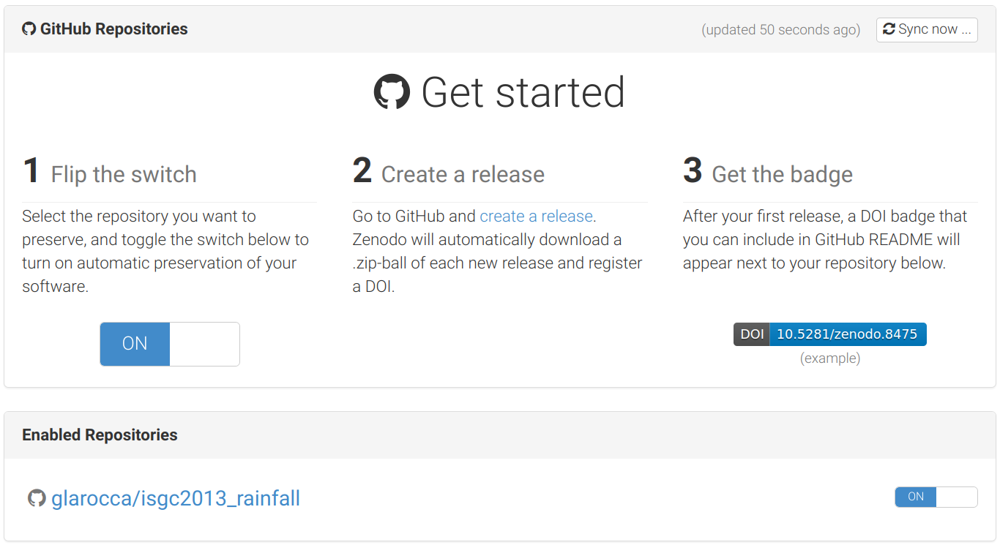 GitHub Repositories
(updated 50 seconds ago)
Sync now ...
Get started
1 Flip the switch
Select the repository you want to
preserve, and toggle the switch below to
turn on automatic preservation of your
software.
ON
2 Create a release
Go to GitHub and create a release.
Zenodo will automatically download a
.zip-ball of each new release and register
a DOI.
3 Get the badge
After your first release, a DOI badge that
you can include in GitHub README will
appear next to your repository below.
DOI 10.5281/zenodo.8475
(example)
Enabled Repositories
glarocca/isgc2013_rainfall
ON